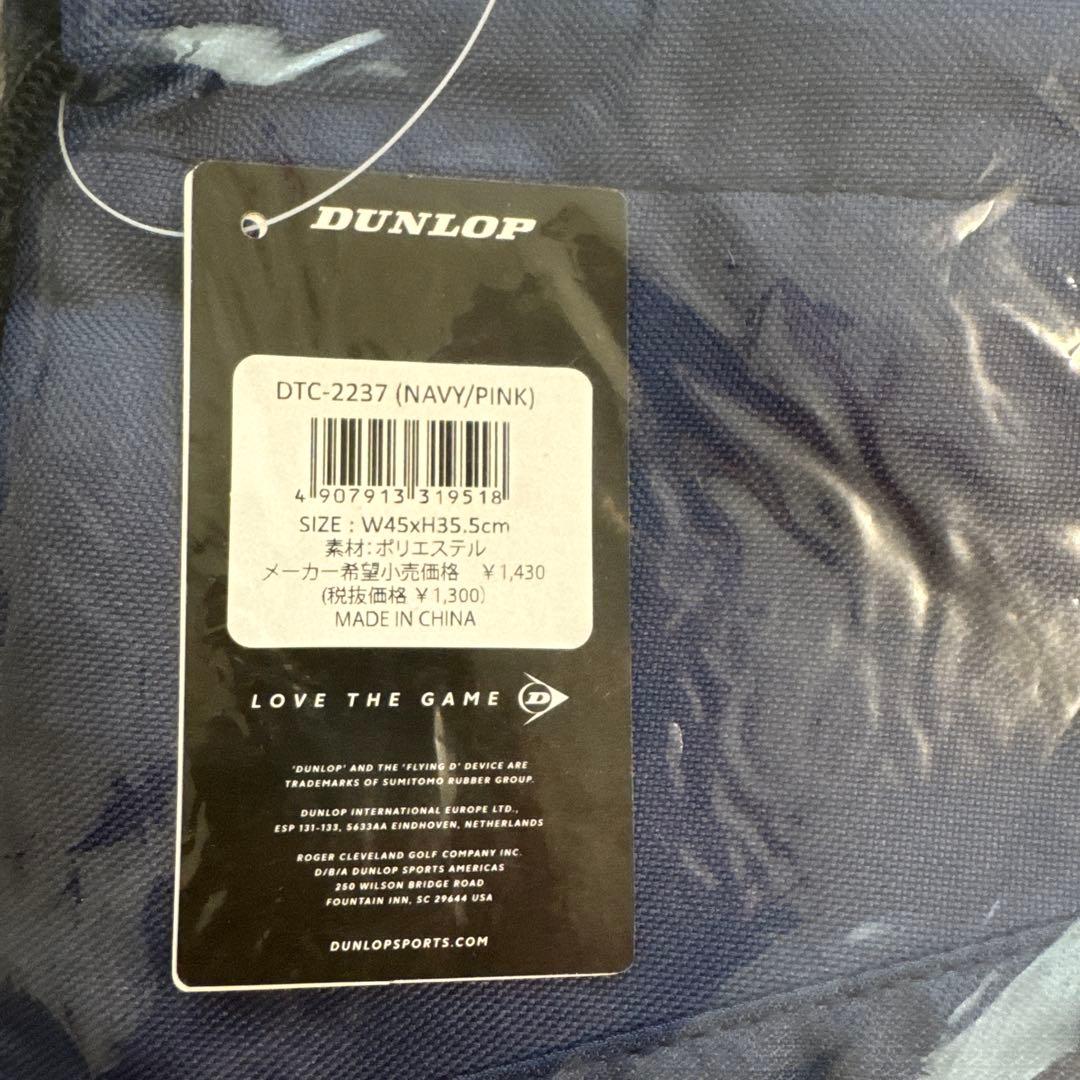 DUNLOP
DTC-2237 (NAVY/PINK)
4 907913 319518
SIZE : W45xH35.5cm
素材:ポリエステル
メーカー希望小売価格 ¥1,430
(税抜価格 ¥1,300)
MADE IN CHINA
LOVE THE GAME D
'DUNLOP' AND THE 'FLYING D' DEVICE ARE
TRADEMARKS OF SUMITOMO RUBBER GROUP.
DUNLOP INTERNATIONAL EUROPE LTD.,
ESP 131-133, 5633AA EINDHOVEN, NETHERLANDS
ROGER CLEVELAND GOLF COMPANY INC.
D/B/A DUNLOP SPORTS AMERICAS
250 WILSON BRIDGE ROAD
FOUNTAIN INN, SC 29644 USA
DUNLOPSPORTS.COM